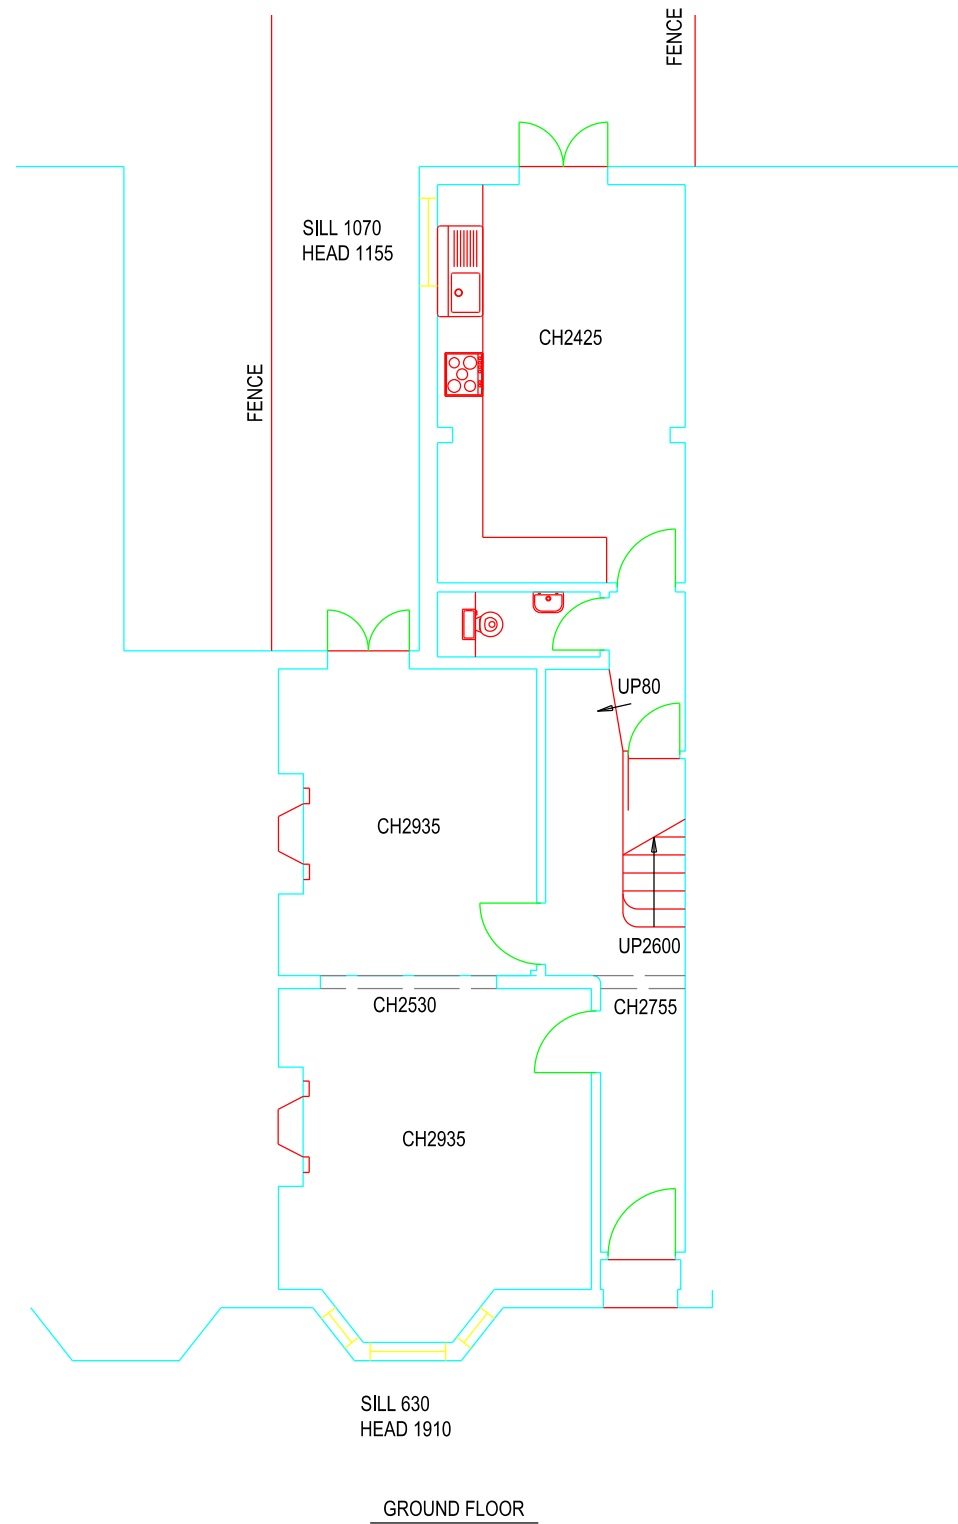 FENCE
SILL 1070
HEAD 1155
CH2425
FENCE
UP80
CH2935
UP2600
CH2530
CH2755
CH2935
SILL 630
HEAD 1910
GROUND FLOOR